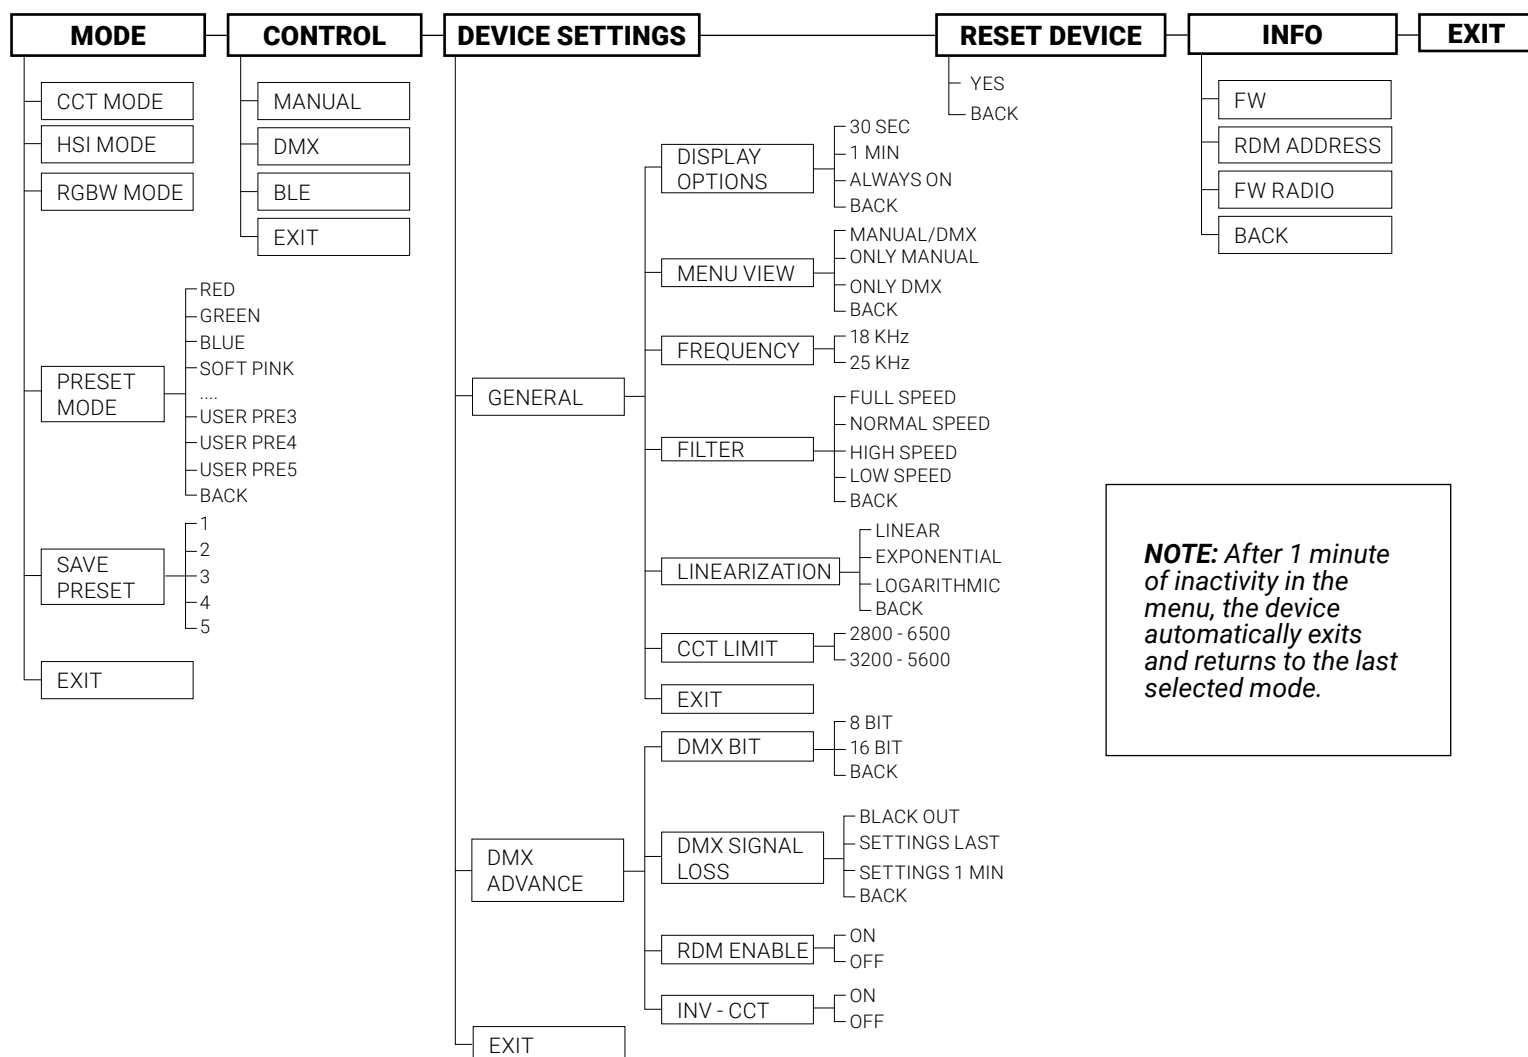 MODE
CONTROL
DEVICE SETTINGS
RESET DEVICE
INFO
EXIT
CCT MODE
HSI MODE
RGBW MODE
PRESET
MODE
RED
GREEN
BLUE
SOFT PINK
....
USER PRE3
USER PRE4
USER PRE5
BACK
SAVE
PRESET
1
2
3
4
5
EXIT
MANUAL
DMX
BLE
EXIT
GENERAL
DISPLAY
OPTIONS
30 SEC
1 MIN
ALWAYS ON
BACK
MENU VIEW
MANUAL/DMX
ONLY MANUAL
ONLY DMX
BACK
FREQUENCY
18 KHz
25 KHz
FILTER
FULL SPEED
NORMAL SPEED
HIGH SPEED
LOW SPEED
BACK
LINEARIZATION
LINEAR
EXPONENTIAL
LOGARITHMIC
BACK
CCT LIMIT
2800 - 6500
3200 - 5600
EXIT
DMX
ADVANCE
DMX BIT
8 BIT
16 BIT
BACK
DMX SIGNAL
LOSS
BLACK OUT
SETTINGS LAST
SETTINGS 1 MIN
BACK
RDM ENABLE
ON
OFF
INV - CCT
ON
OFF
EXIT
YES
BACK
FW
RDM ADDRESS
FW RADIO
BACK
NOTE: After 1 minute
of inactivity in the
menu, the device
automatically exits
and returns to the last
selected mode.